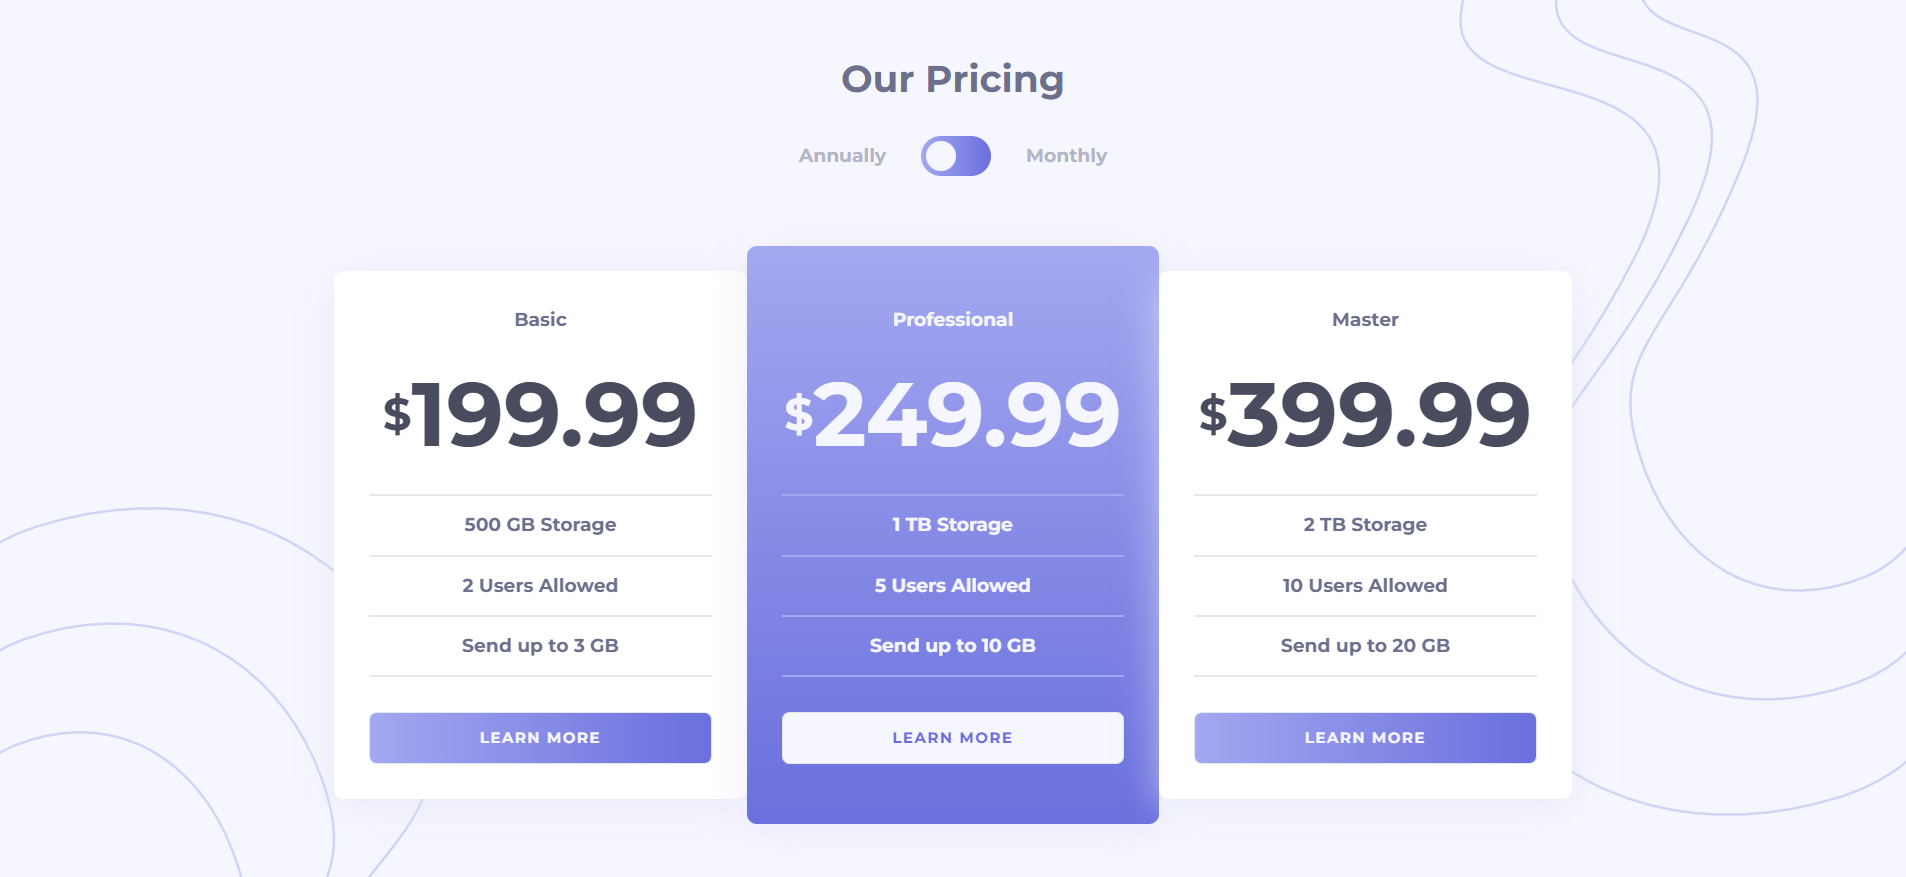 Our Pricing
Annually
Monthly
Basic
$199.99
500 GB Storage
2 Users Allowed
Send up to 3 GB
LEARN MORE
Professional
$249.99
1 TB Storage
5 Users Allowed
Send up to 10 GB
LEARN MORE
Master
$399.99
2 TB Storage
10 Users Allowed
Send up to 20 GB
LEARN MORE